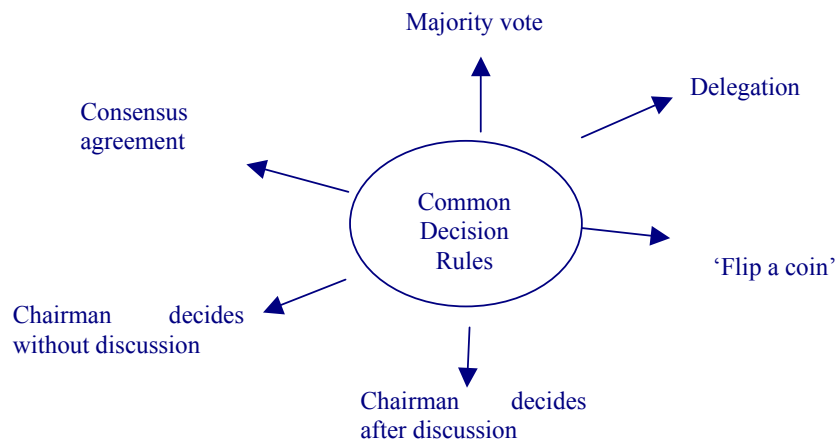 Majority vote
Delegation
Consensus
agreement
Common
Decision
Rules
‘Flip a coin’
Chairman decides
without discussion
Chairman decides
after discussion